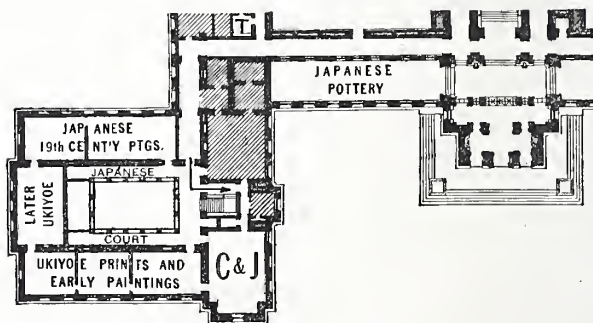 T
JAPANESE
POTTERY
JAPANESE
19th CENT'Y PTGS.
JAPANESE
LATER
UKIYOE
COURT
UKIYOE PRINTS AND
EARLY PAINTINGS
C & J